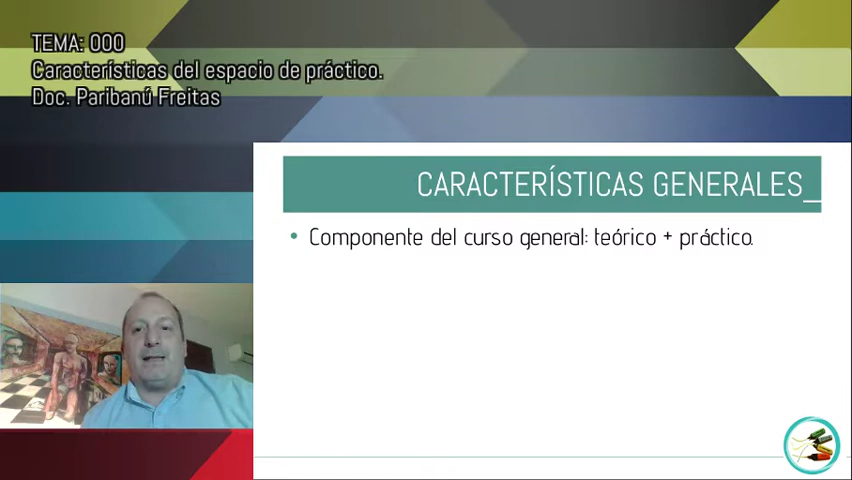 TEMA: 000
Características del espacio de práctico.
Doc. Paribanú Freitas
CARACTERÍSTICAS GENERALES_
• Componente del curso general: teórico + práctico.